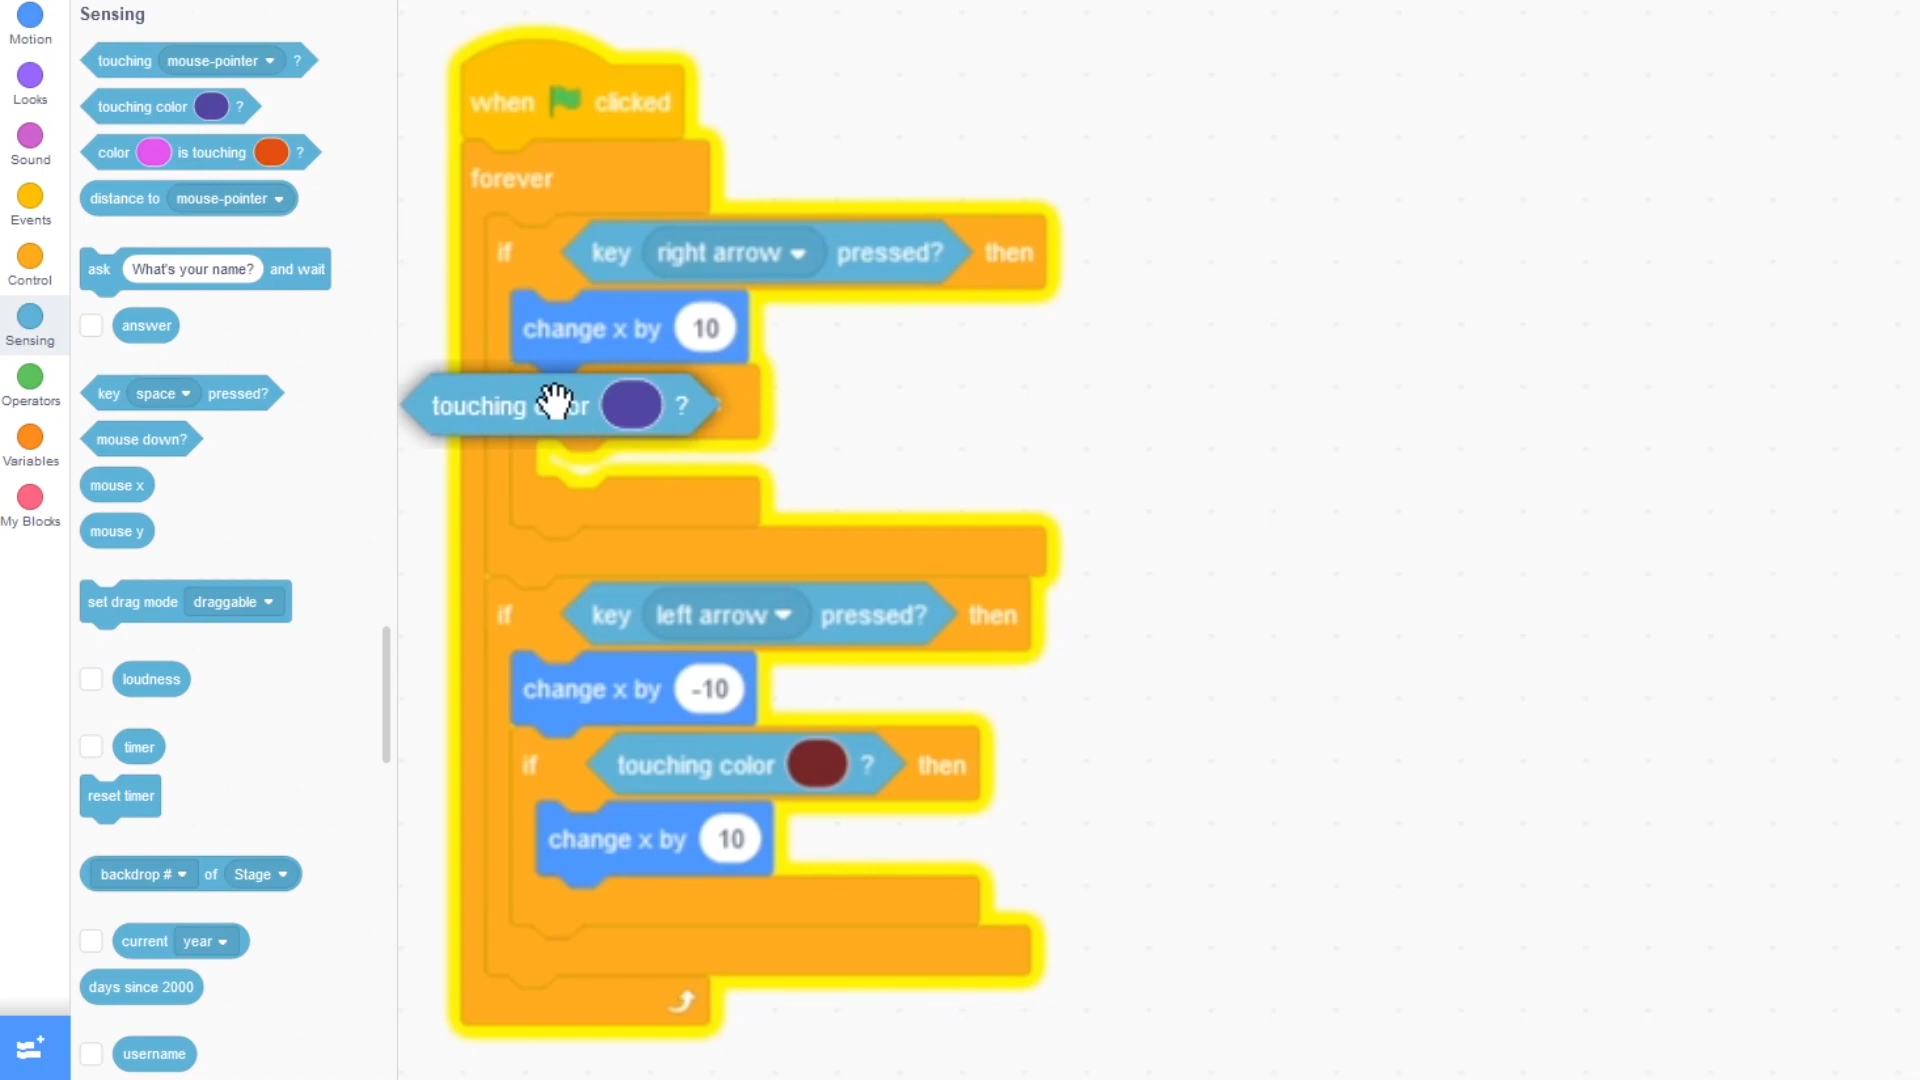 Motion
Looks
Sound
Events
Control
Sensing
Operators
Variables
My Blocks
Sensing
touching mouse-pointer ?
touching color ?
color is touching ?
distance to mouse-pointer
ask What's your name? and wait
answer
key space pressed?
mouse down?
mouse x
mouse y
set drag mode draggable
loudness
timer
reset timer
backdrop # of Stage
current year
days since 2000
username
when clicked
forever
if key right arrow pressed? then
change x by 10
touching ?
if key left arrow pressed? then
change x by -10
if touching color ? then
change x by 10